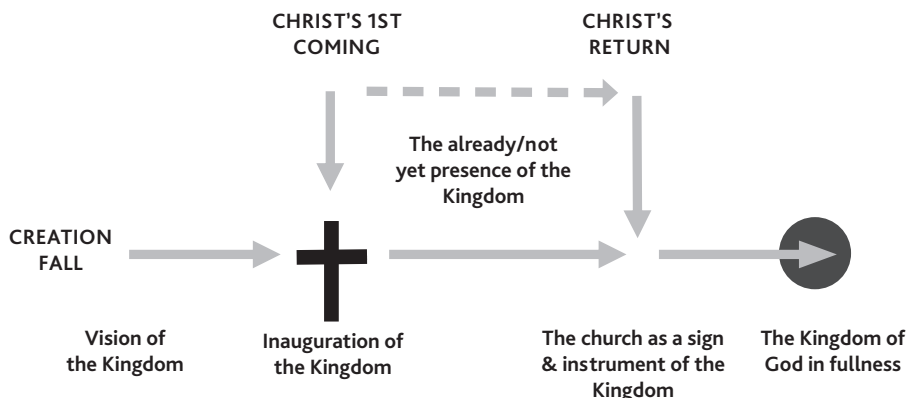 CHRIST'S 1ST
COMING
CHRIST'S
RETURN
The already/not
yet presence of the
Kingdom
CREATION
FALL
Vision of
the Kingdom
Inauguration of
the Kingdom
The church as a sign
& instrument of the
Kingdom
The Kingdom of
God in fullness